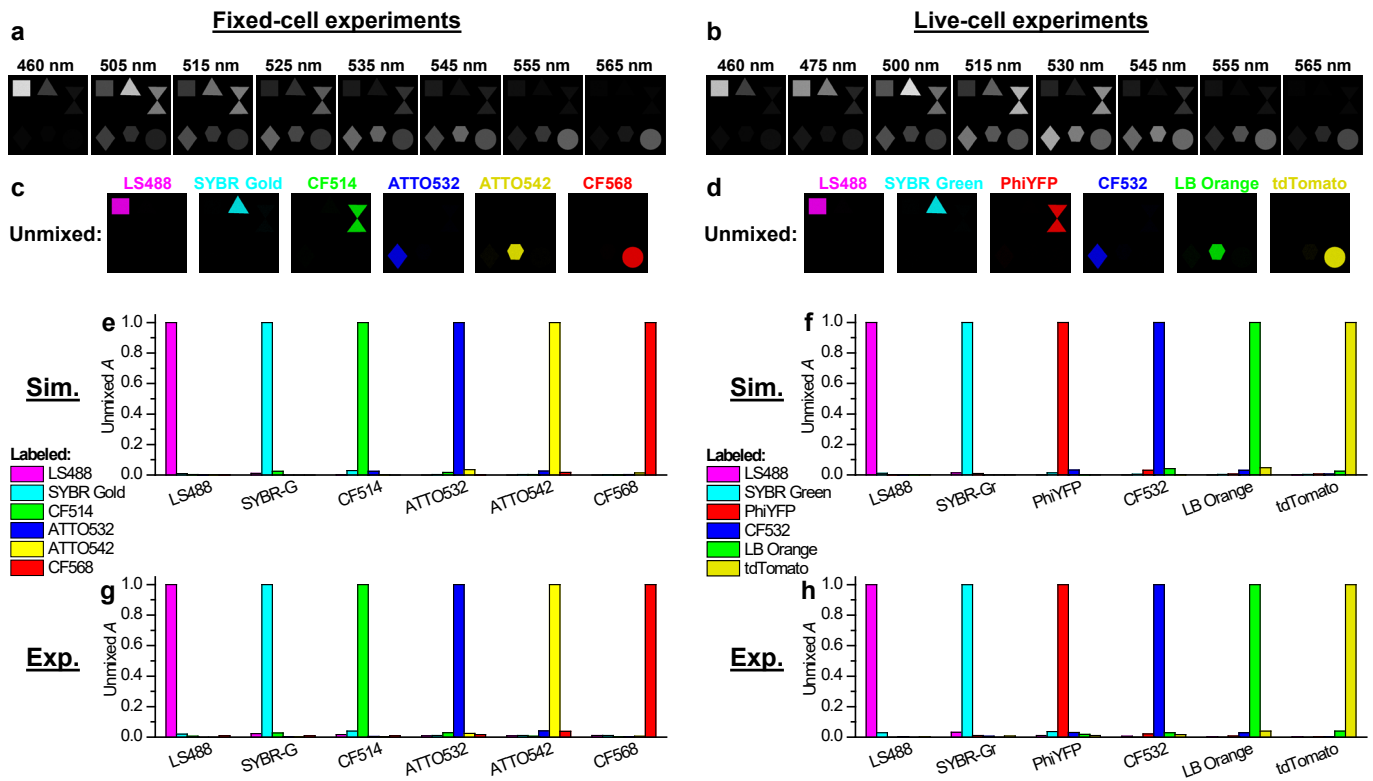 Fixed-cell experiments
a
460 nm 505 nm 515 nm 525 nm 535 nm 545 nm 555 nm 565 nm
c
LS488 SYBR Gold CF514 ATTO532 ATTO542 CF568
Unmixed:
e
Sim.
Unmixed A
1.0
0.8
0.6
0.4
0.2
0.0
LS488 SYBR-G CF514 ATTO532 ATTO542 CF568
Labeled:
LS488
SYBR Gold
CF514
ATTO532
ATTO542
CF568
g
Exp.
Unmixed A
1.0
0.8
0.6
0.4
0.2
0.0
LS488 SYBR-G CF514 ATTO532 ATTO542 CF568
Live-cell experiments
b
460 nm 475 nm 500 nm 515 nm 530 nm 545 nm 555 nm 565 nm
d
LS488 SYBR Green PhiYFP CF532 LB Orange tdTomato
Unmixed:
f
Sim.
Unmixed A
1.0
0.8
0.6
0.4
0.2
0.0
LS488 SYBR-Gr PhiYFP CF532 LB Orange tdTomato
Labeled:
LS488
SYBR Green
PhiYFP
CF532
LB Orange
tdTomato
h
Exp.
Unmixed A
1.0
0.8
0.6
0.4
0.2
0.0
LS488 SYBR-Gr PhiYFP CF532 LB Orange tdTomato